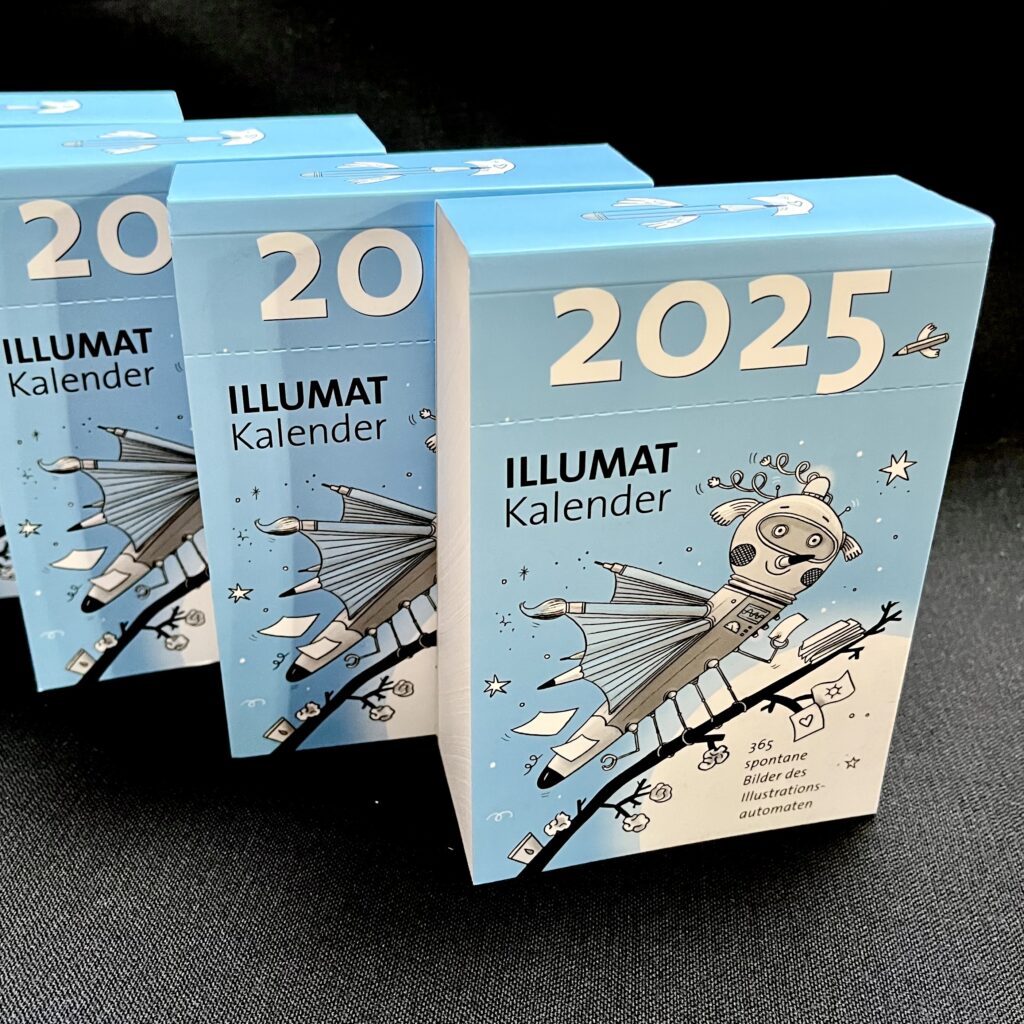 20
ILLUMAT
Kalender
20
ILLUMAT
Kalender
2025
ILLUMAT
Kalender
365
spontane
Bilder des
Illustrations-
automaten